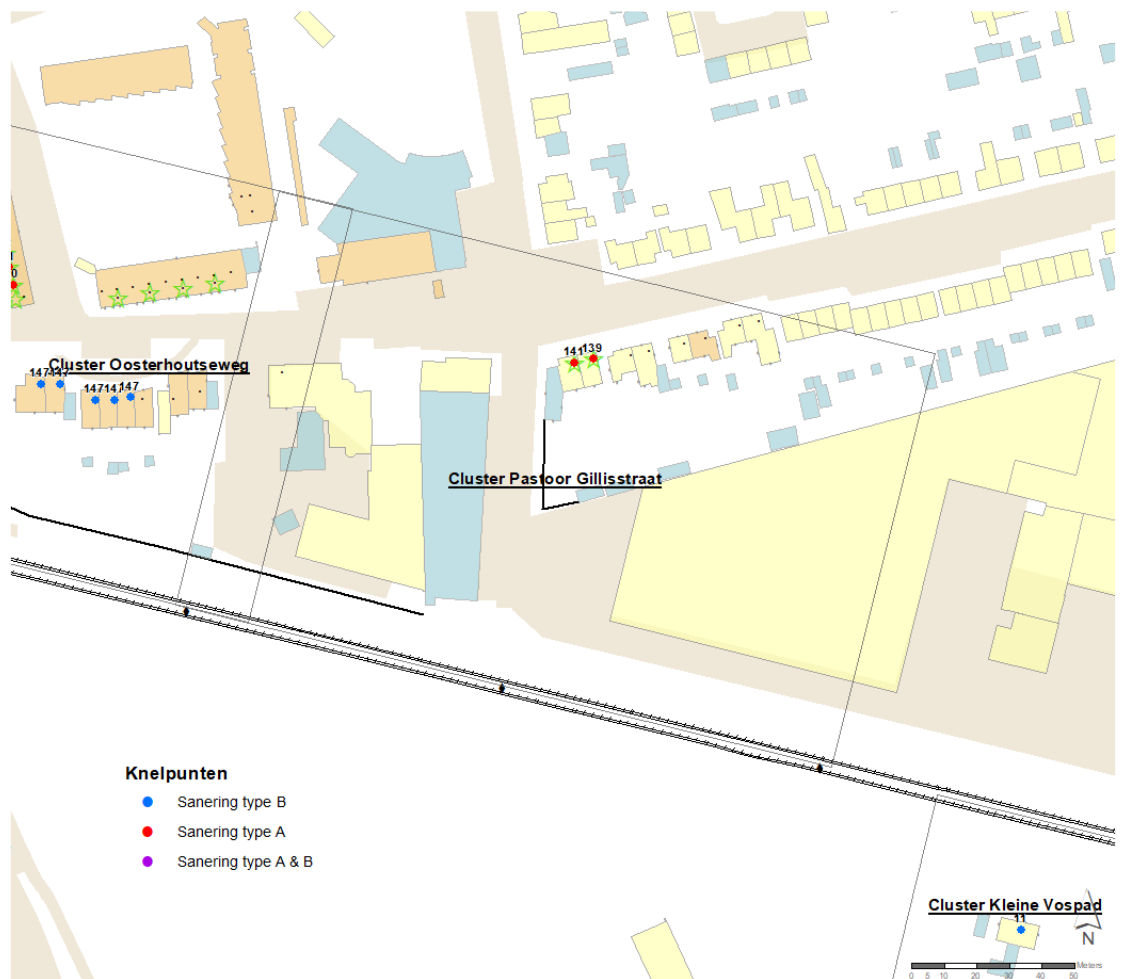 0
141 139
Cluster Oosterhoutseweg
147
147 147
Cluster Pastoor Gillisstraat
Knelpunten
Sanering type B
Sanering type A
Sanering type A & B
Cluster Kleine Vospad
11
N
Meters
0 5 10 20 30 40 50